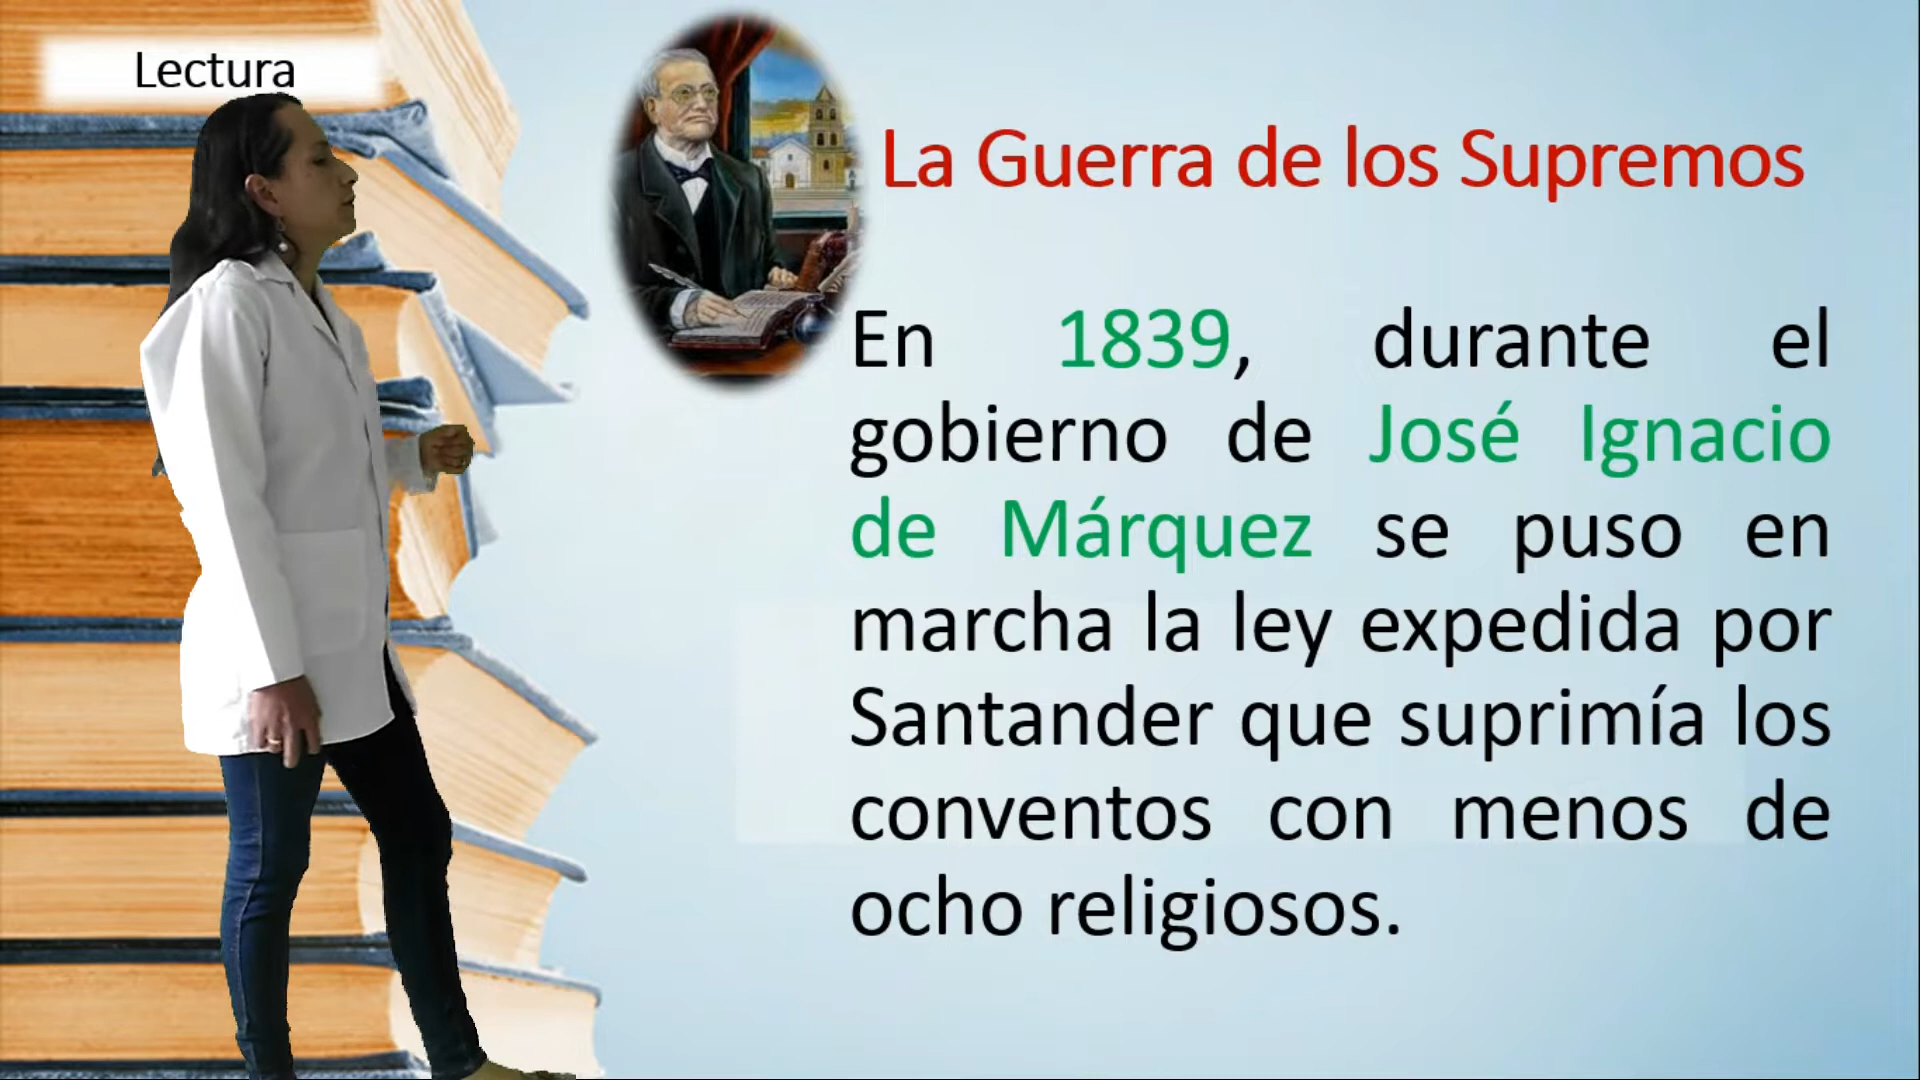 Lectura
La Guerra de los Supremos
En 1839, durante el
gobierno de José Ignacio
de Márquez se puso en
marcha la ley expedida por
Santander que suprimía los
conventos con menos de
ocho religiosos.